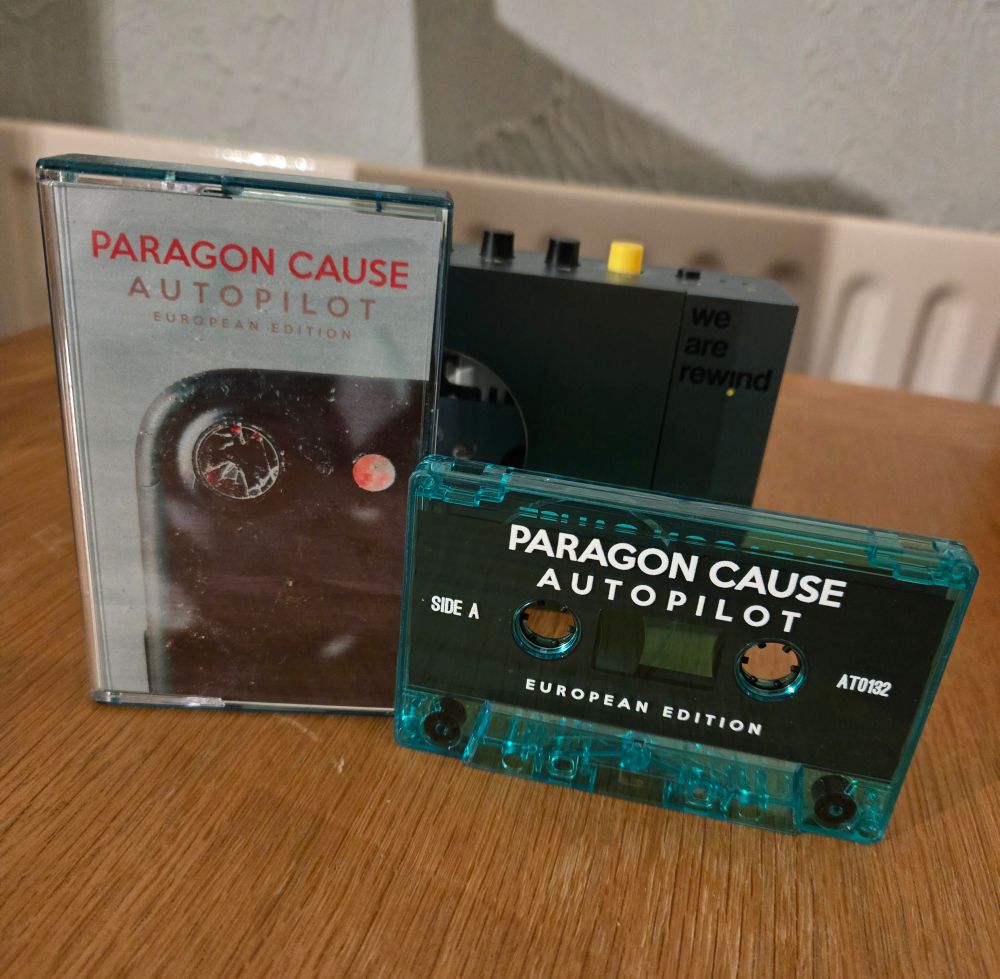 PARAGON CAUSE
AUTOPILOT
EUROPEAN EDITION
we
are
rewind
PARAGON CAUSE
AUTOPILOT
SIDE A
AT0132
EUROPEAN EDITION